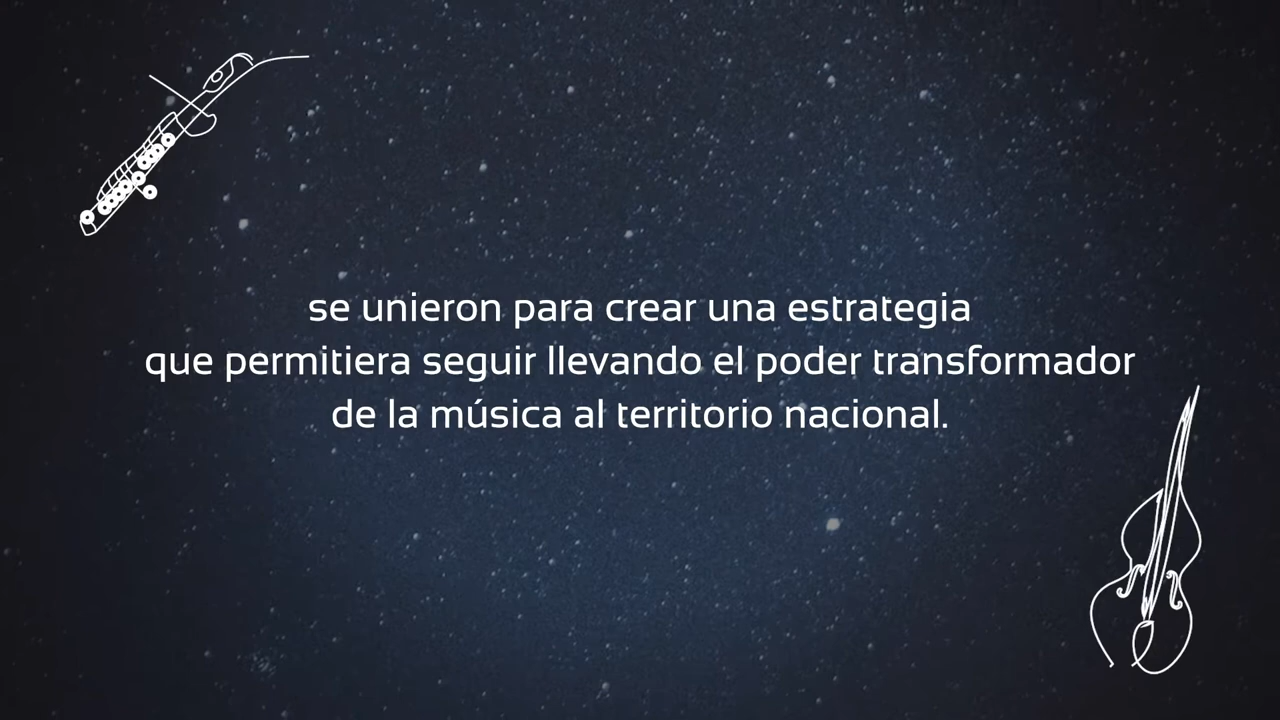 se unieron para crear una estrategia
que permitiera seguir llevando el poder transformador
de la música al territorio nacional.